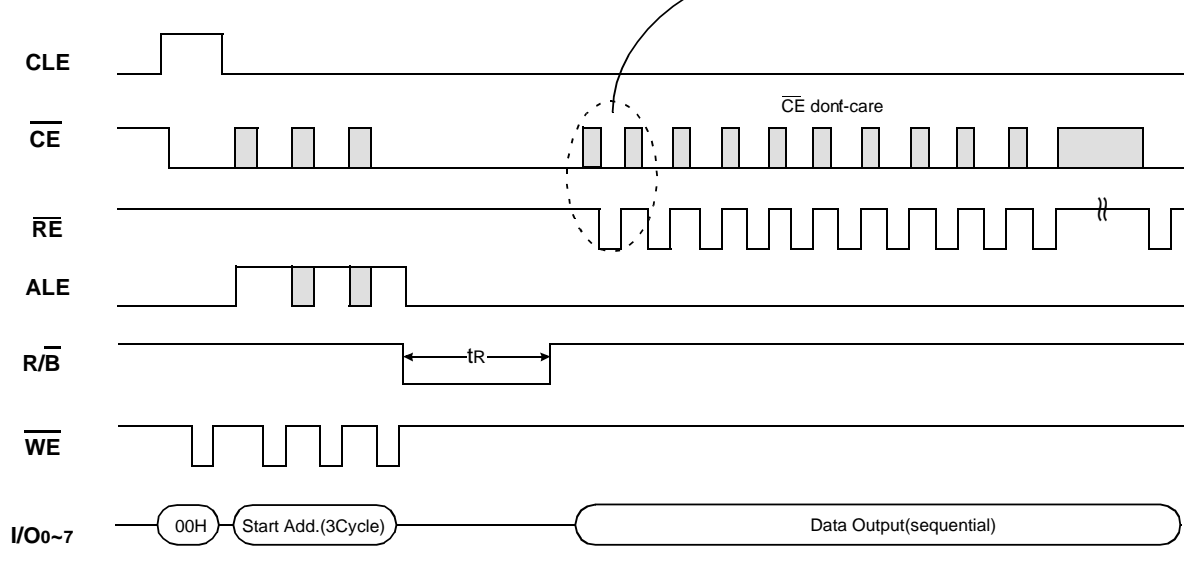 CLE
CE
CE dont-care
RE
ALE
R/B
tR
WE
I/O0~7
00H
Start Add.(3Cycle)
Data Output(sequential)